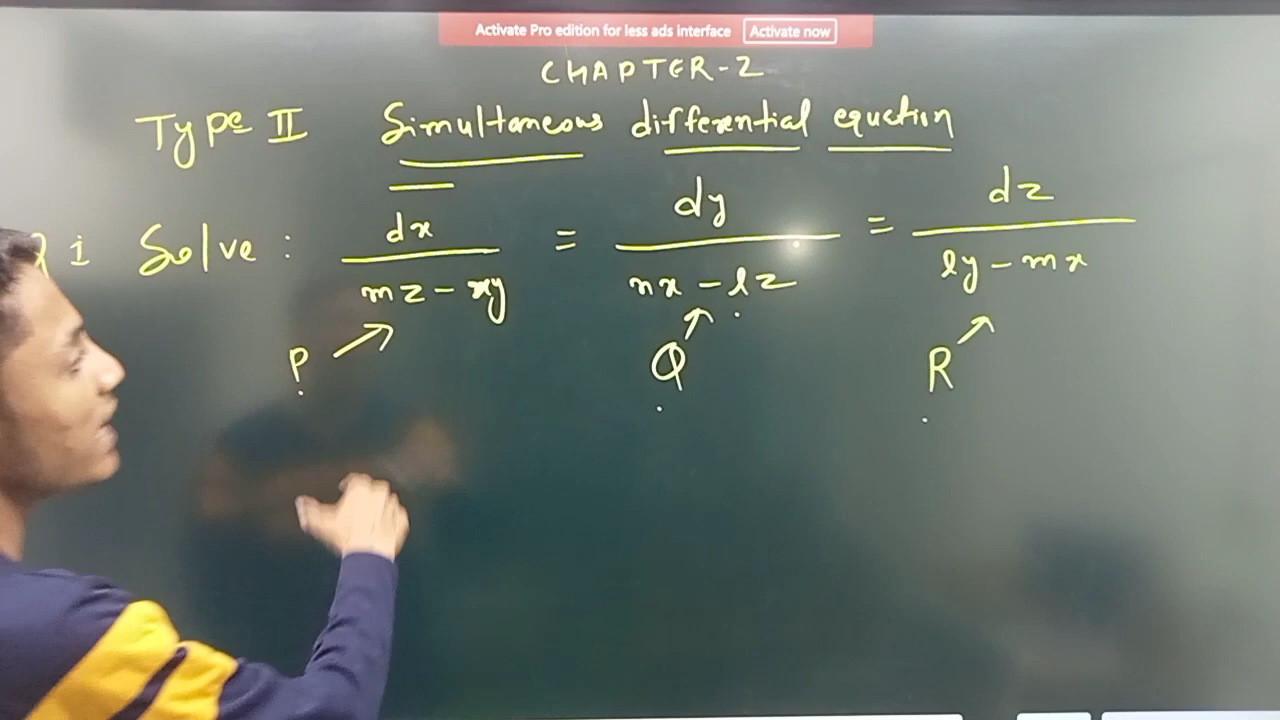 Activate Pro edition for less ads interface Activate now
CHAPTER-2
Type II Simultaneous differential equation
i Solve : dx / mz - ny = dy / nx - lz = dz / ly - mx
P Q R